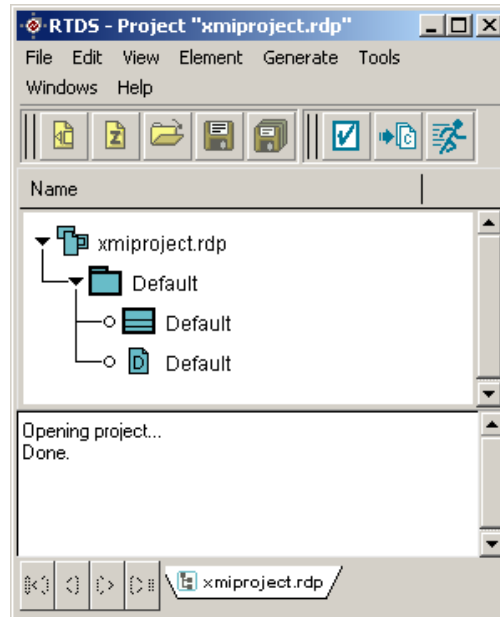 RTDS - Project "xmiproject.rdp"
File Edit View Element Generate Tools
Windows Help
Name
xmiproject.rdp
Default
Default
D Default
Opening project...
Done.
xmiproject.rdp